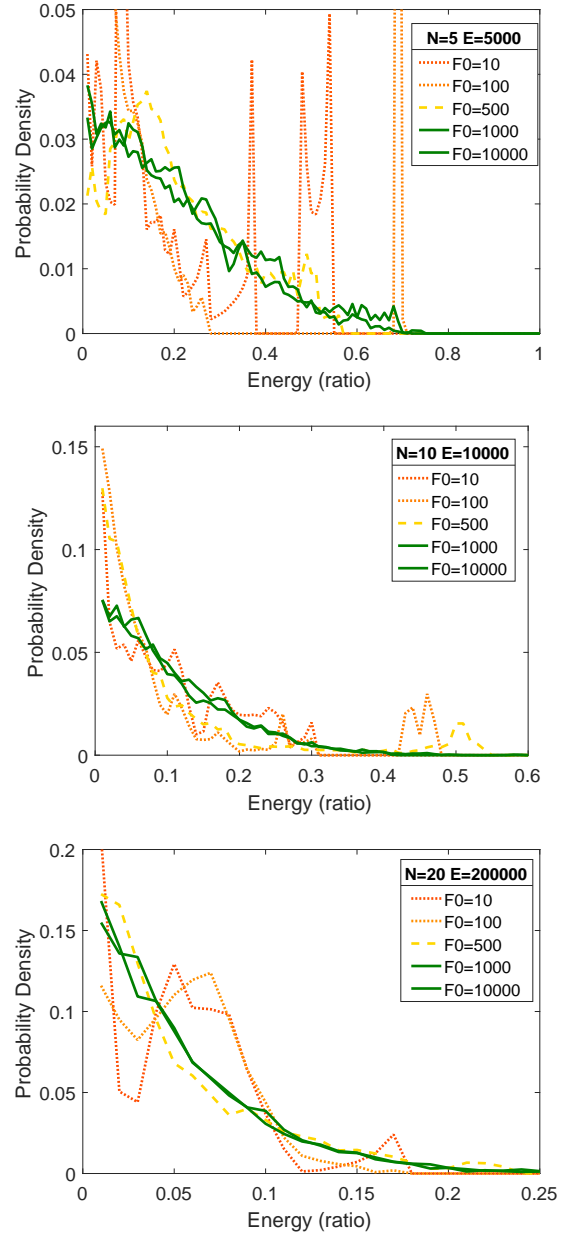 N=5 E=5000
F0=10
F0=100
F0=500
F0=1000
F0=10000
0.05
0.04
0.03
0.02
0.01
0
Probability Density
0 0.2 0.4 0.6 0.8 1
Energy (ratio)
N=10 E=10000
F0=10
F0=100
F0=500
F0=1000
F0=10000
0.15
0.1
0.05
0
Probability Density
0 0.1 0.2 0.3 0.4 0.5 0.6
Energy (ratio)
N=20 E=200000
F0=10
F0=100
F0=500
F0=1000
F0=10000
0.2
0.15
0.1
0.05
0
Probability Density
0 0.05 0.1 0.15 0.2 0.25
Energy (ratio)